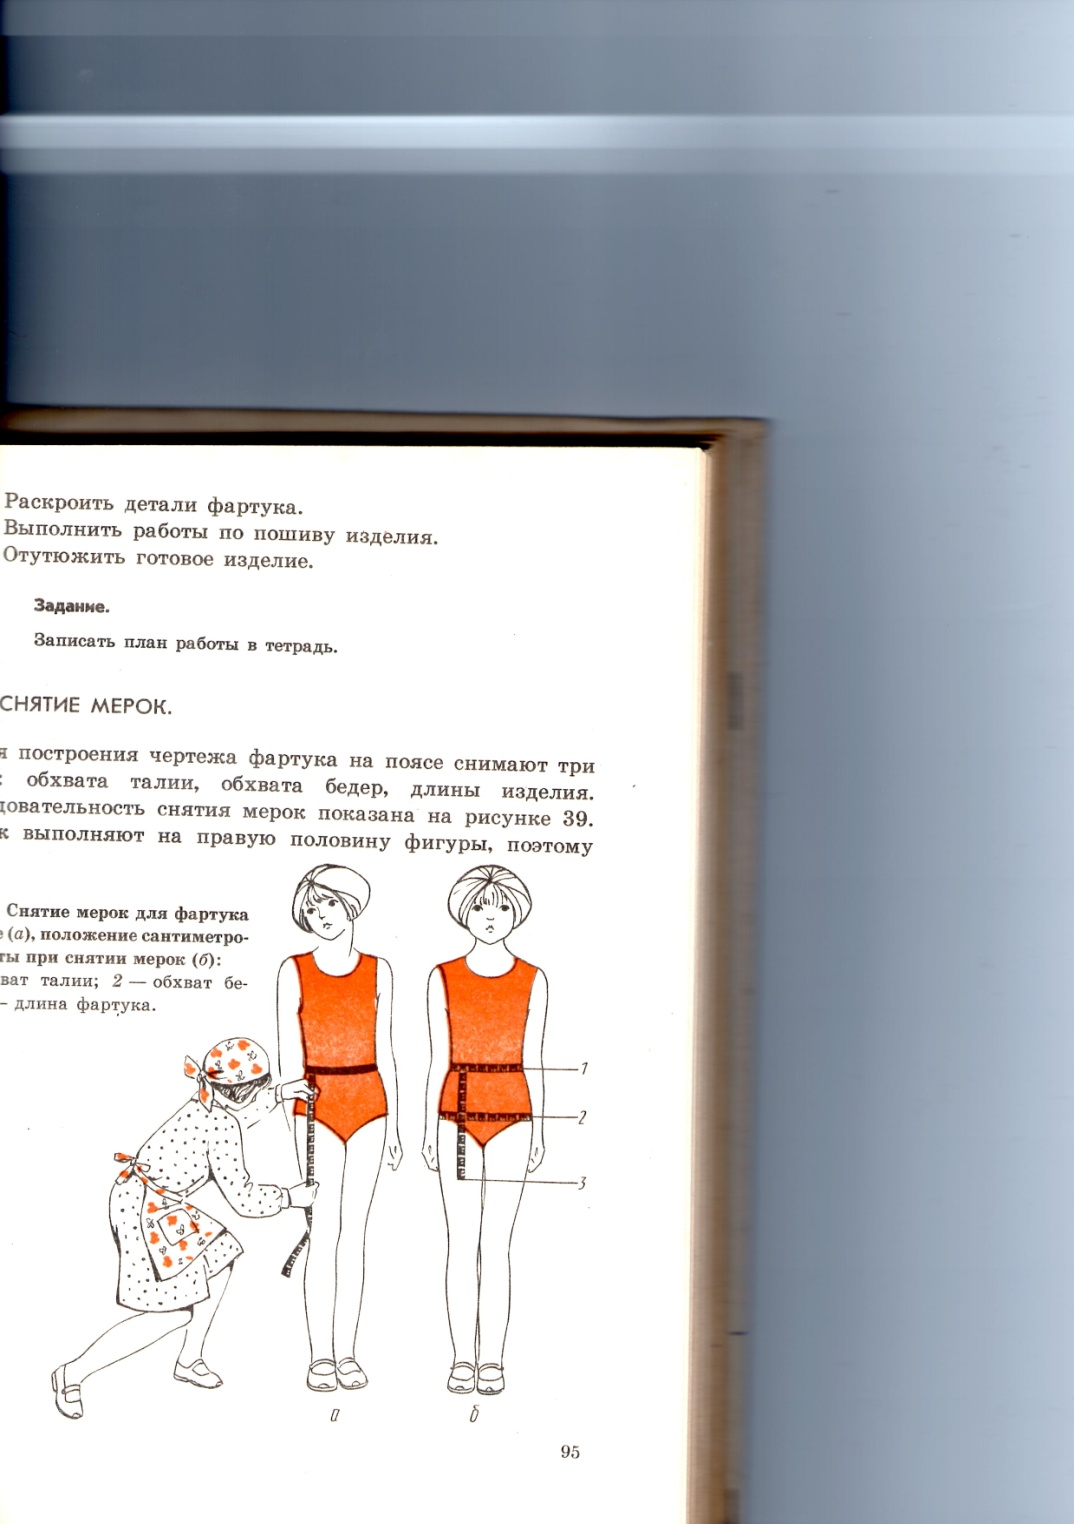 Раскроить детали фартука.
Выполнить работы по пошиву изделия.
Отутюжить готовое изделие.
Задание.
Записать план работы в тетрадь.
СНЯТИЕ МЕРОК.
построения чертежа фартука на поясе снимают три
обхвата талии, обхвата бедер, длины изделия.
довательность снятия мерок показана на рисунке 39.
выполняют на правую половину фигуры, поэтому
Снятие мерок для фартука
(а), положение сантиметро-
ты при снятии мерок (б):
ват талии; 2 — обхват бе-
— длина фартука.
1
2
3
а
б
95